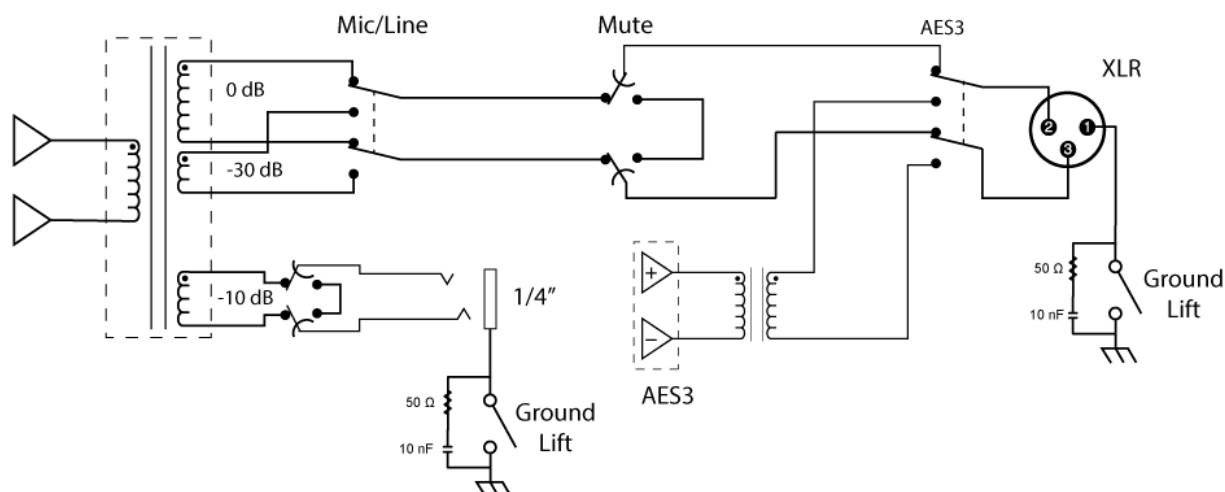 Mic/Line
Mute
AES3
XLR
0 dB
-30 dB
2
1
3
-10 dB
1/4″
+
−
AES3
50 Ω
10 nF
Ground
Lift
50 Ω
10 nF
Ground
Lift